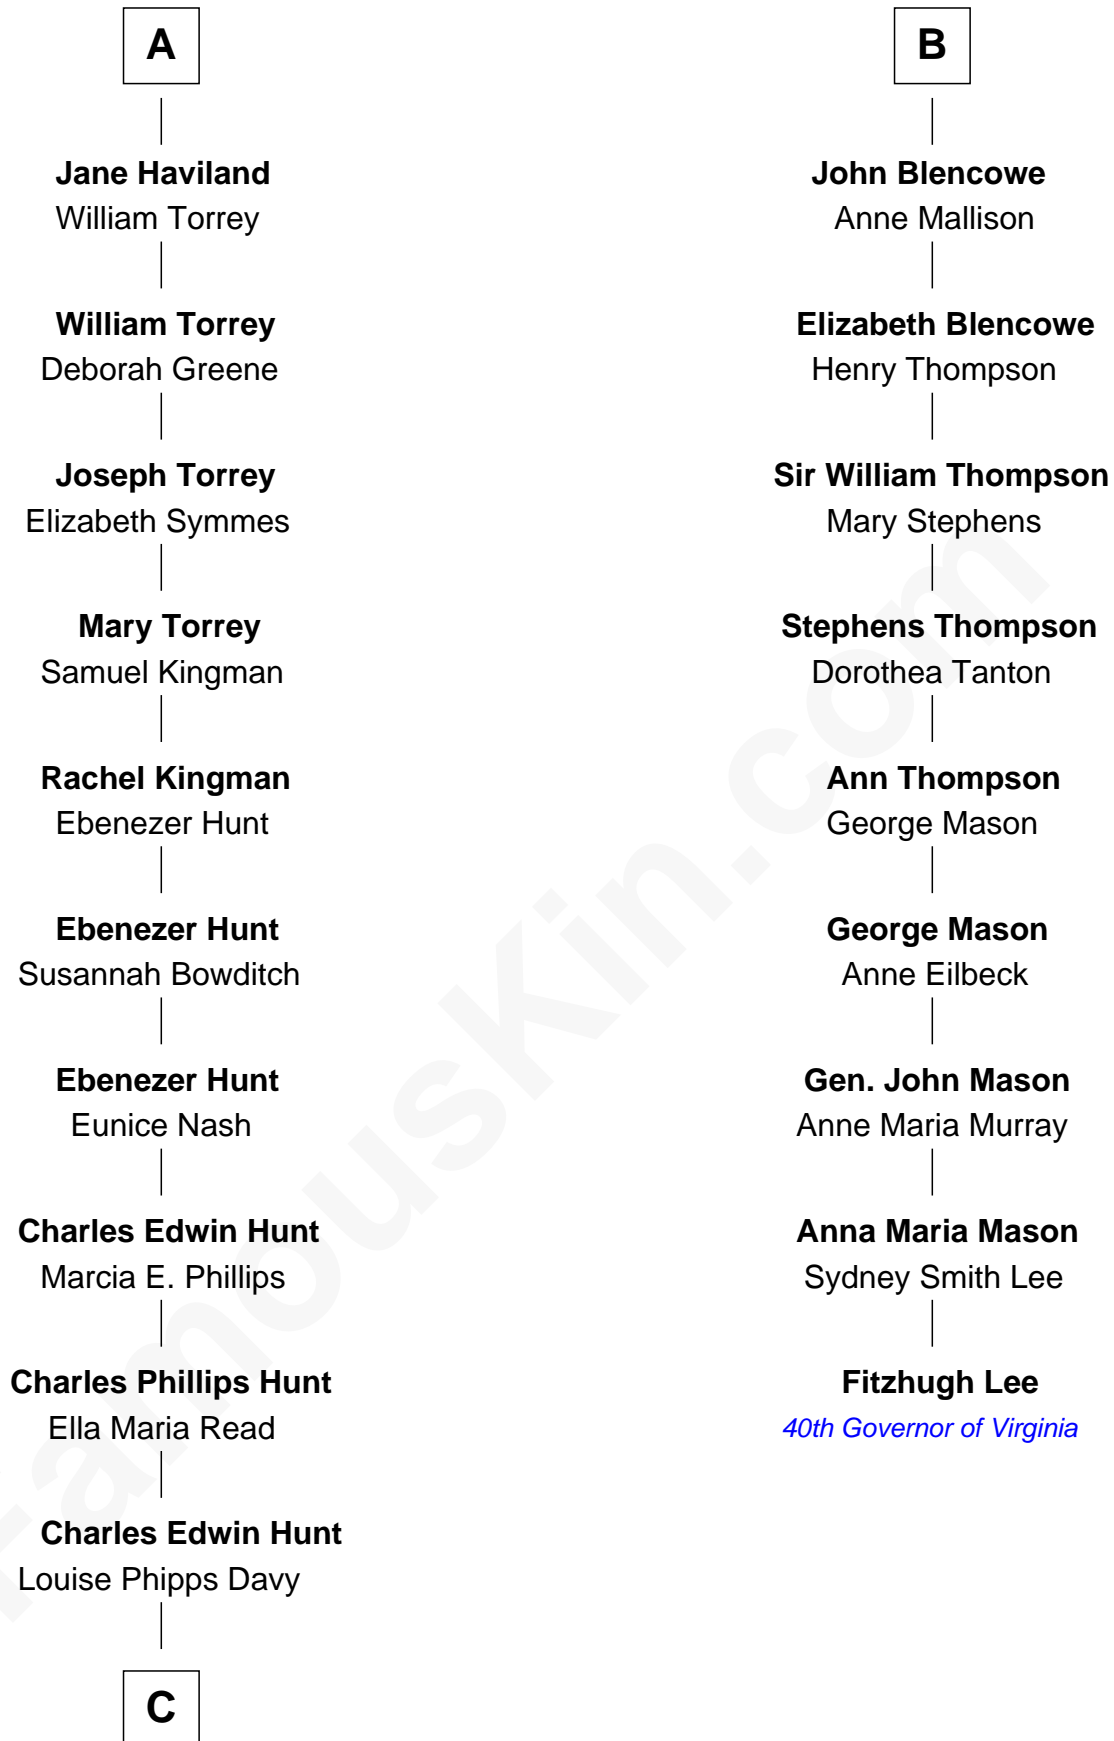 A
Jane Haviland
William Torrey
William Torrey
Deborah Greene
Joseph Torrey
Elizabeth Symmes
Mary Torrey
Samuel Kingman
Rachel Kingman
Ebenezer Hunt
Ebenezer Hunt
Susannah Bowditch
Ebenezer Hunt
Eunice Nash
Charles Edwin Hunt
Marcia E. Phillips
Charles Phillips Hunt
Ella Maria Read
Charles Edwin Hunt
Louise Phipps Davy
C
B
John Blencowe
Anne Mallison
Elizabeth Blencowe
Henry Thompson
Sir William Thompson
Mary Stephens
Stephens Thompson
Dorothea Tanton
Ann Thompson
George Mason
George Mason
Anne Eilbeck
Gen. John Mason
Anne Maria Murray
Anna Maria Mason
Sydney Smith Lee
Fitzhugh Lee
40th Governor of Virginia
FamousKin.com